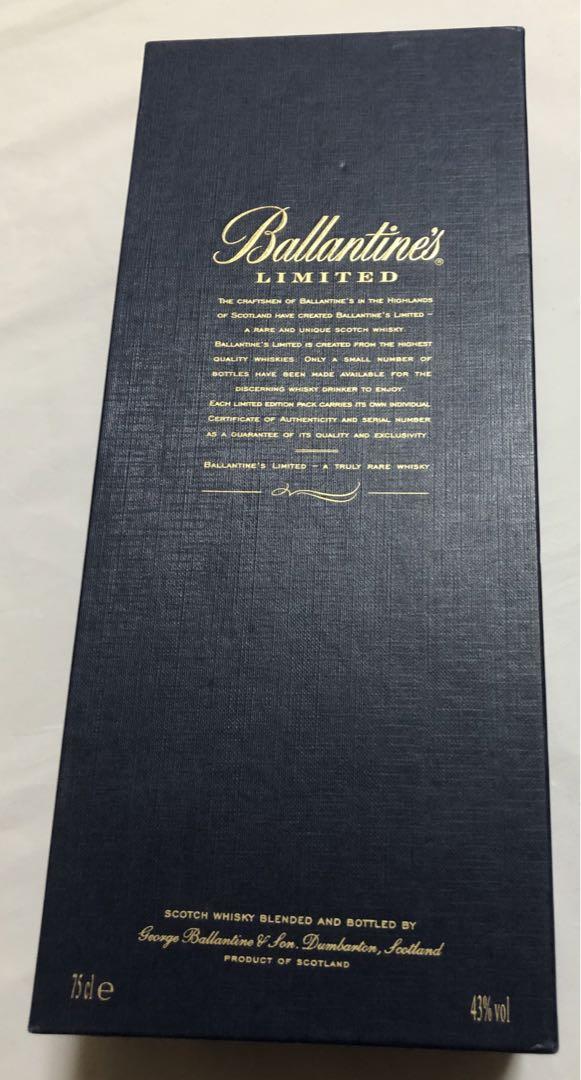 Ballantine's®
LIMITED
THE CRAFTSMEN OF BALLANTINE'S IN THE HIGHLANDS
OF SCOTLAND HAVE CREATED BALLANTINE'S LIMITED –
A RARE AND UNIQUE SCOTCH WHISKY.
BALLANTINE'S LIMITED IS CREATED FROM THE HIGHEST
QUALITY WHISKIES. ONLY A SMALL NUMBER OF
BOTTLES HAVE BEEN MADE AVAILABLE FOR THE
DISCERNING WHISKY DRINKER TO ENJOY.
EACH LIMITED EDITION PACK CARRIES ITS OWN INDIVIDUAL
CERTIFICATE OF AUTHENTICITY AND SERIAL NUMBER
AS A GUARANTEE OF ITS QUALITY AND EXCLUSIVITY
BALLANTINE'S LIMITED – A TRULY RARE WHISKY
SCOTCH WHISKY BLENDED AND BOTTLED BY
George Ballantine & Son. Dumbarton, Scotland
PRODUCT OF SCOTLAND
75 cl e
43% vol